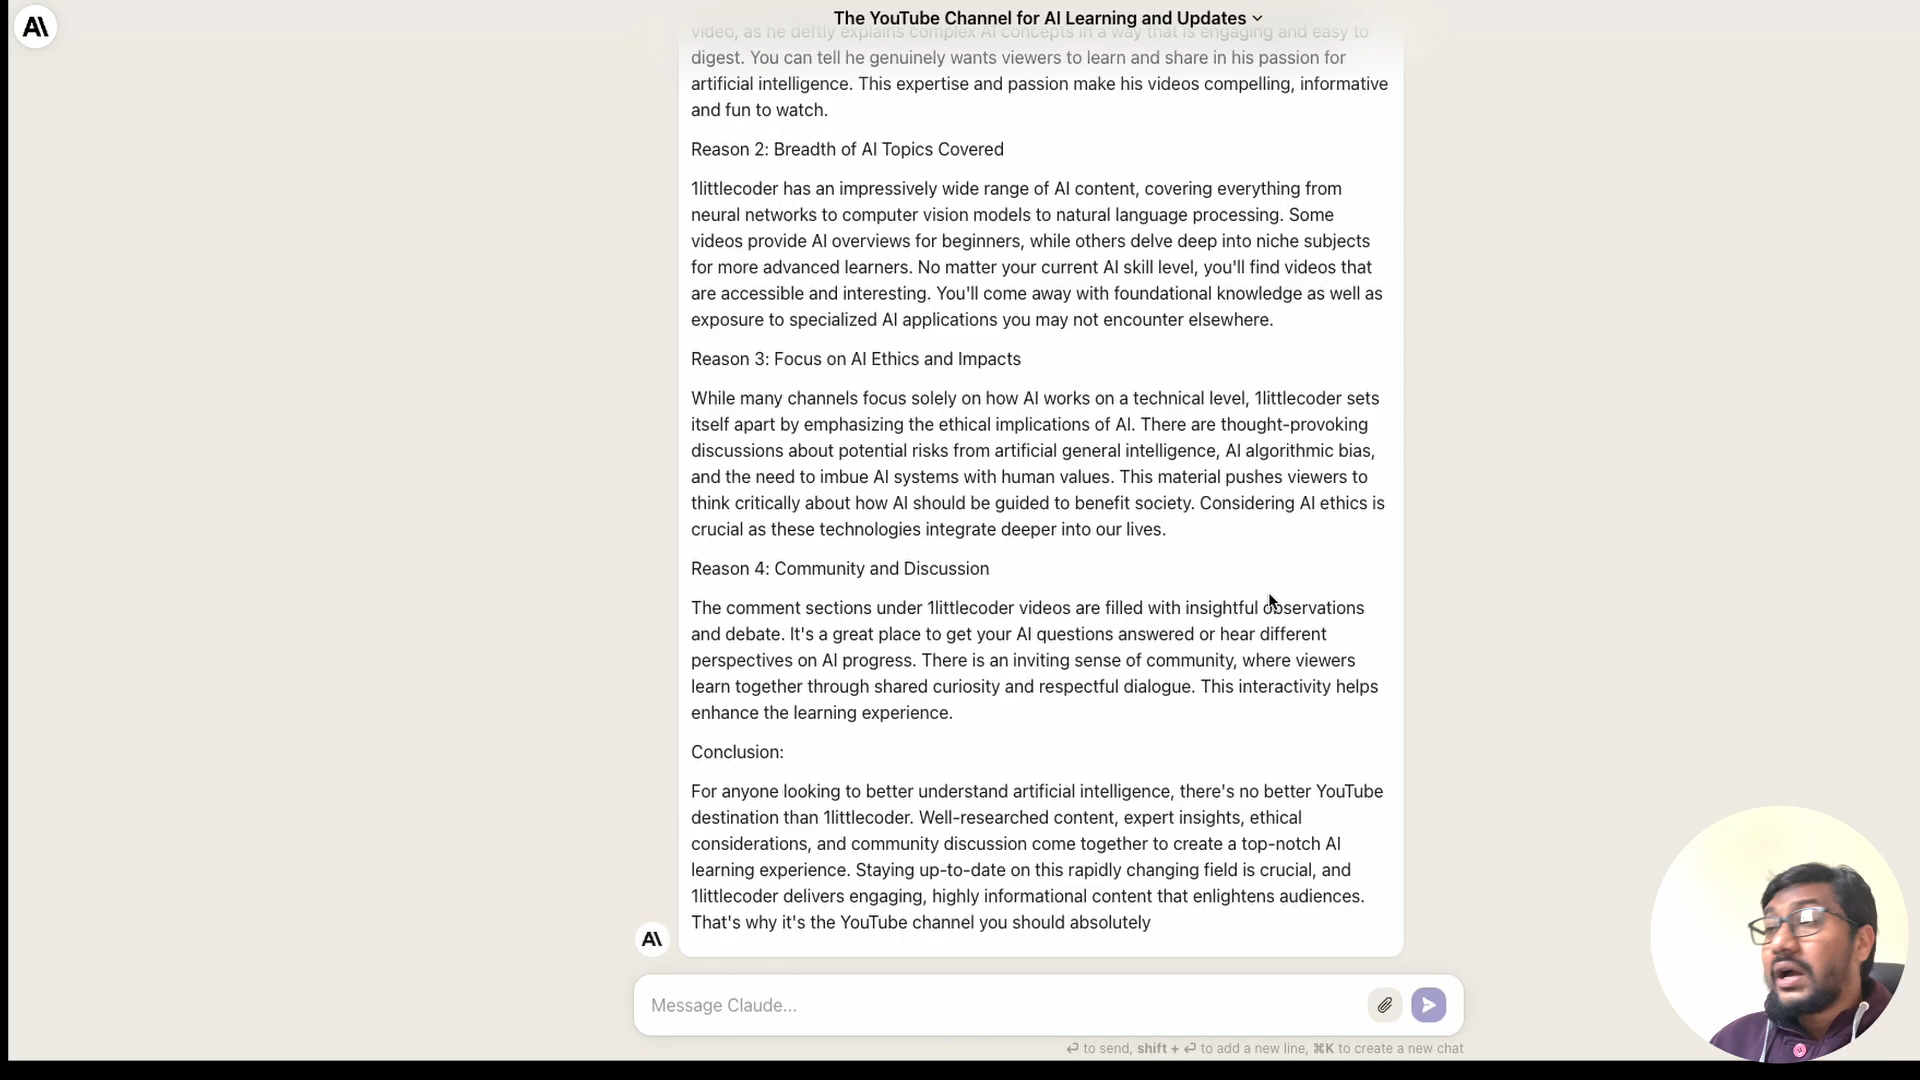 The YouTube Channel for AI Learning and Updates
video, as he deftly explains complex AI concepts in a way that is engaging and easy to
digest. You can tell he genuinely wants viewers to learn and share in his passion for
artificial intelligence. This expertise and passion make his videos compelling, informative
and fun to watch.
Reason 2: Breadth of AI Topics Covered
1littlecoder has an impressively wide range of AI content, covering everything from
neural networks to computer vision models to natural language processing. Some
videos provide AI overviews for beginners, while others delve deep into niche subjects
for more advanced learners. No matter your current AI skill level, you'll find videos that
are accessible and interesting. You'll come away with foundational knowledge as well as
exposure to specialized AI applications you may not encounter elsewhere.
Reason 3: Focus on AI Ethics and Impacts
While many channels focus solely on how AI works on a technical level, 1littlecoder sets
itself apart by emphasizing the ethical implications of AI. There are thought-provoking
discussions about potential risks from artificial general intelligence, AI algorithmic bias,
and the need to imbue AI systems with human values. This material pushes viewers to
think critically about how AI should be guided to benefit society. Considering AI ethics is
crucial as these technologies integrate deeper into our lives.
Reason 4: Community and Discussion
The comment sections under 1littlecoder videos are filled with insightful observations
and debate. It's a great place to get your AI questions answered or hear different
perspectives on AI progress. There is an inviting sense of community, where viewers
learn together through shared curiosity and respectful dialogue. This interactivity helps
enhance the learning experience.
Conclusion:
For anyone looking to better understand artificial intelligence, there's no better YouTube
destination than 1littlecoder. Well-researched content, expert insights, ethical
considerations, and community discussion come together to create a top-notch AI
learning experience. Staying up-to-date on this rapidly changing field is crucial, and
1littlecoder delivers engaging, highly informational content that enlightens audiences.
That's why it's the YouTube channel you should absolutely
Message Claude...
⏎ to send, shift + ⏎ to add a new line, ⌘K to create a new chat